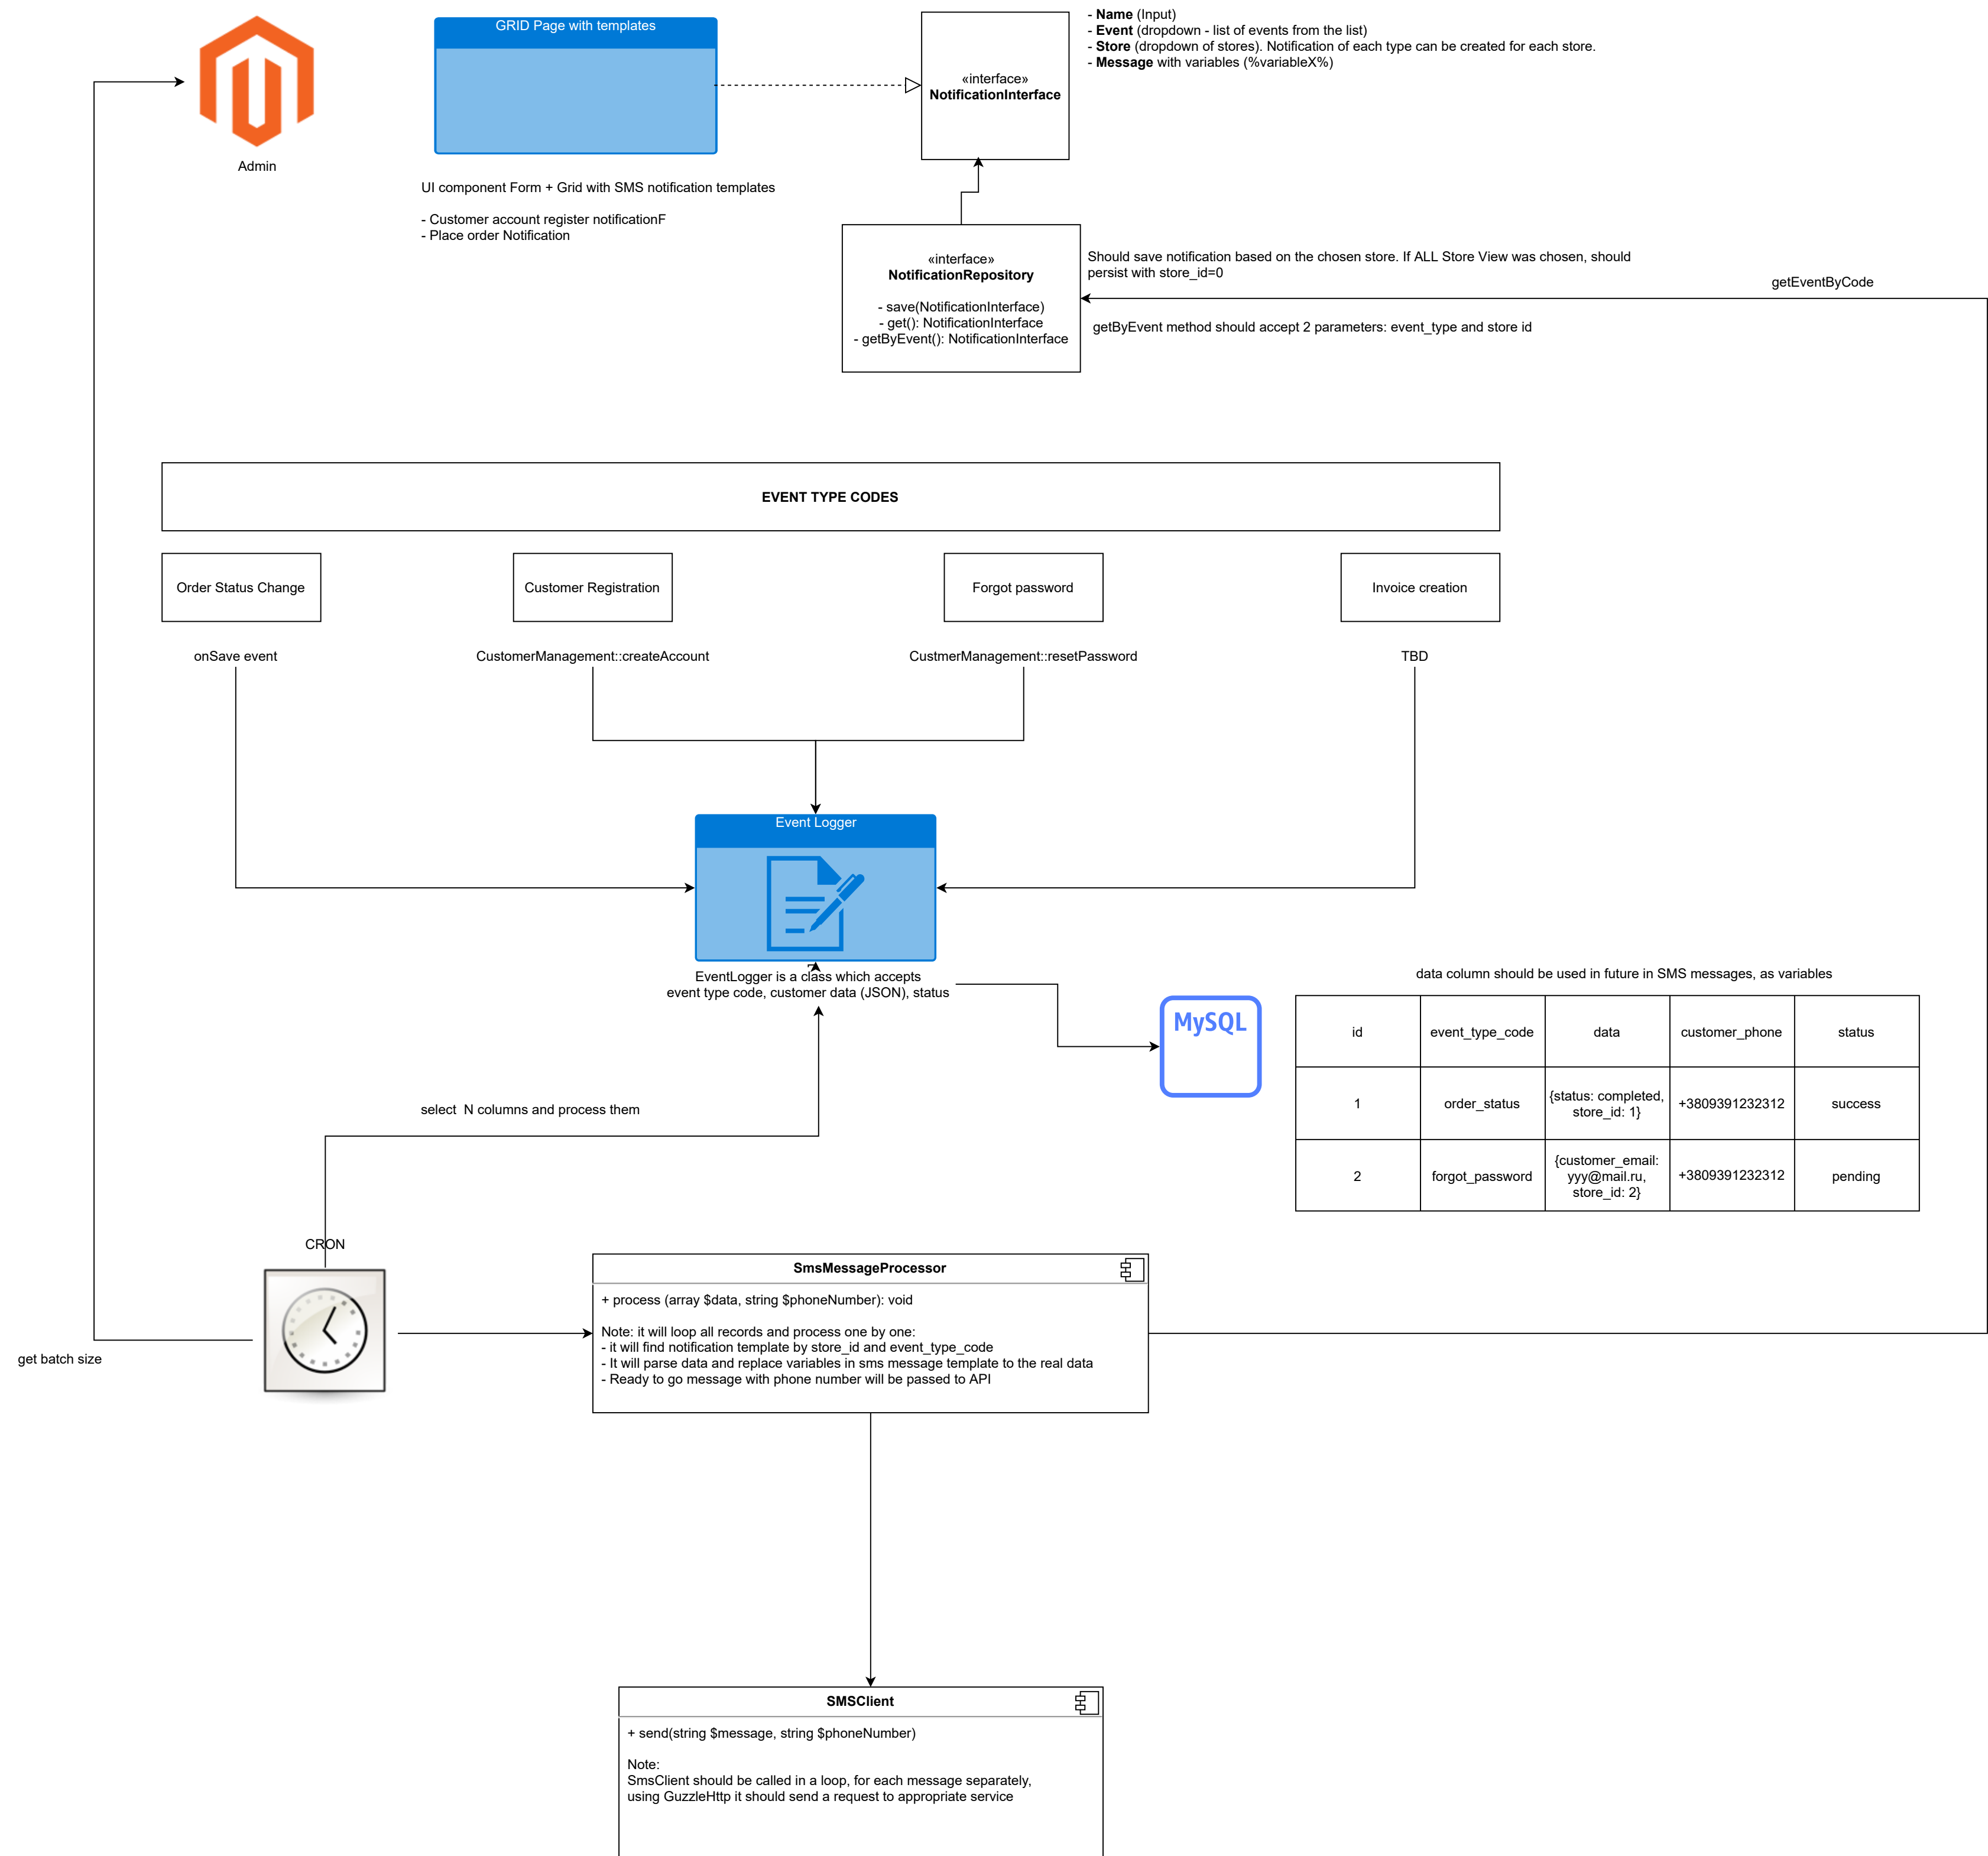 GRID Page with templates
- Name (Input)
- Event (dropdown - list of events from the list)
- Store (dropdown of stores). Notification of each type can be created for each store.
- Message with variables (%variableX%)
«interface»
NotificationInterface
Admin
UI component Form + Grid with SMS notification templates
- Customer account register notificationF
- Place order Notification
«interface»
NotificationRepository
- save(NotificationInterface)
- get(): NotificationInterface
- getByEvent(): NotificationInterface
Should save notification based on the chosen store. If ALL Store View was chosen, should
persist with store_id=0
getEventByCode
getByEvent method should accept 2 parameters: event_type and store id
EVENT TYPE CODES
Order Status Change
Customer Registration
Forgot password
Invoice creation
onSave event
CustomerManagement::createAccount
CustmerManagement::resetPassword
TBD
Event Logger
EventLogger is a class which accepts
event type code, customer data (JSON), status
MySQL
data column should be used in future in SMS messages, as variables
id
event_type_code
data
customer_phone
status
1
order_status
{status: completed,
store_id: 1}
+3809391232312
success
2
forgot_password
{customer_email:
yyy@mail.ru,
store_id: 2}
+3809391232312
pending
select  N columns and process them
CRON
get batch size
SmsMessageProcessor
+ process (array $data, string $phoneNumber): void
Note: it will loop all records and process one by one:
- it will find notification template by store_id and event_type_code
- It will parse data and replace variables in sms message template to the real data
- Ready to go message with phone number will be passed to API
SMSClient
+ send(string $message, string $phoneNumber)
Note:
SmsClient should be called in a loop, for each message separately,
using GuzzleHttp it should send a request to appropriate service